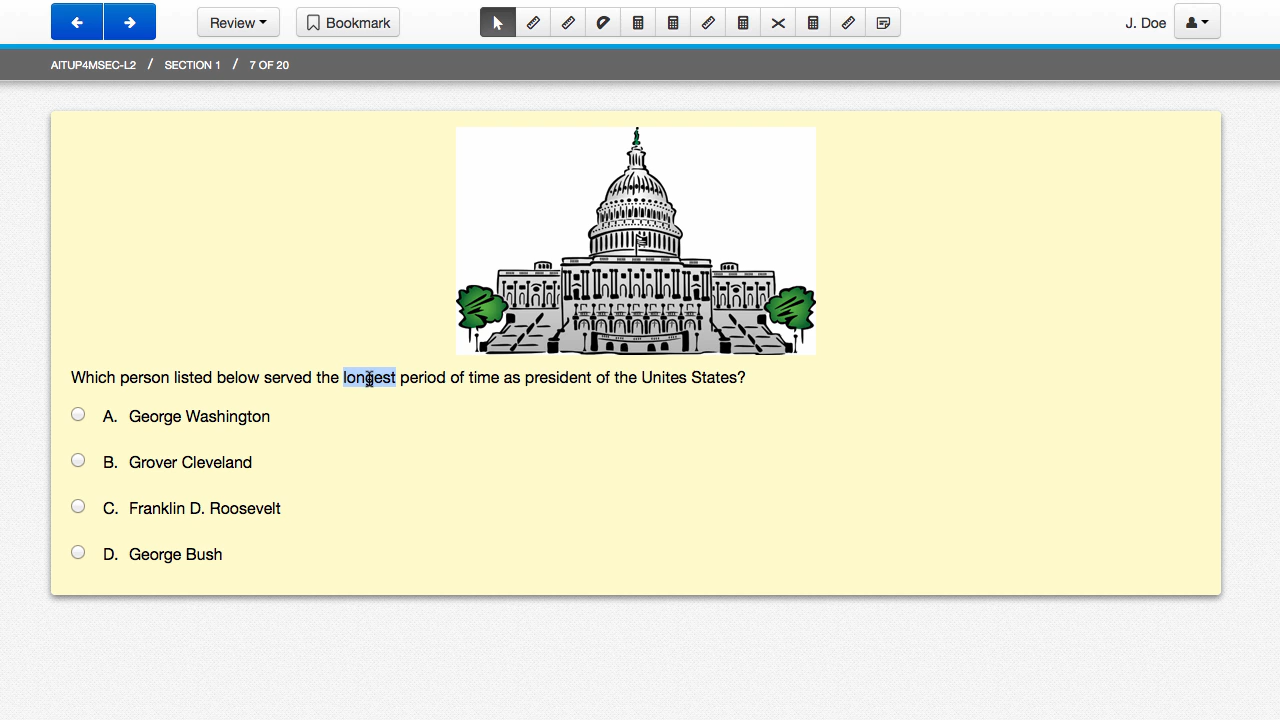 Review
Bookmark
J. Doe
AITUP4MSEC-L2 / SECTION 1 / 7 OF 20
Which person listed below served the longest period of time as president of the Unites States?
A. George Washington
B. Grover Cleveland
C. Franklin D. Roosevelt
D. George Bush